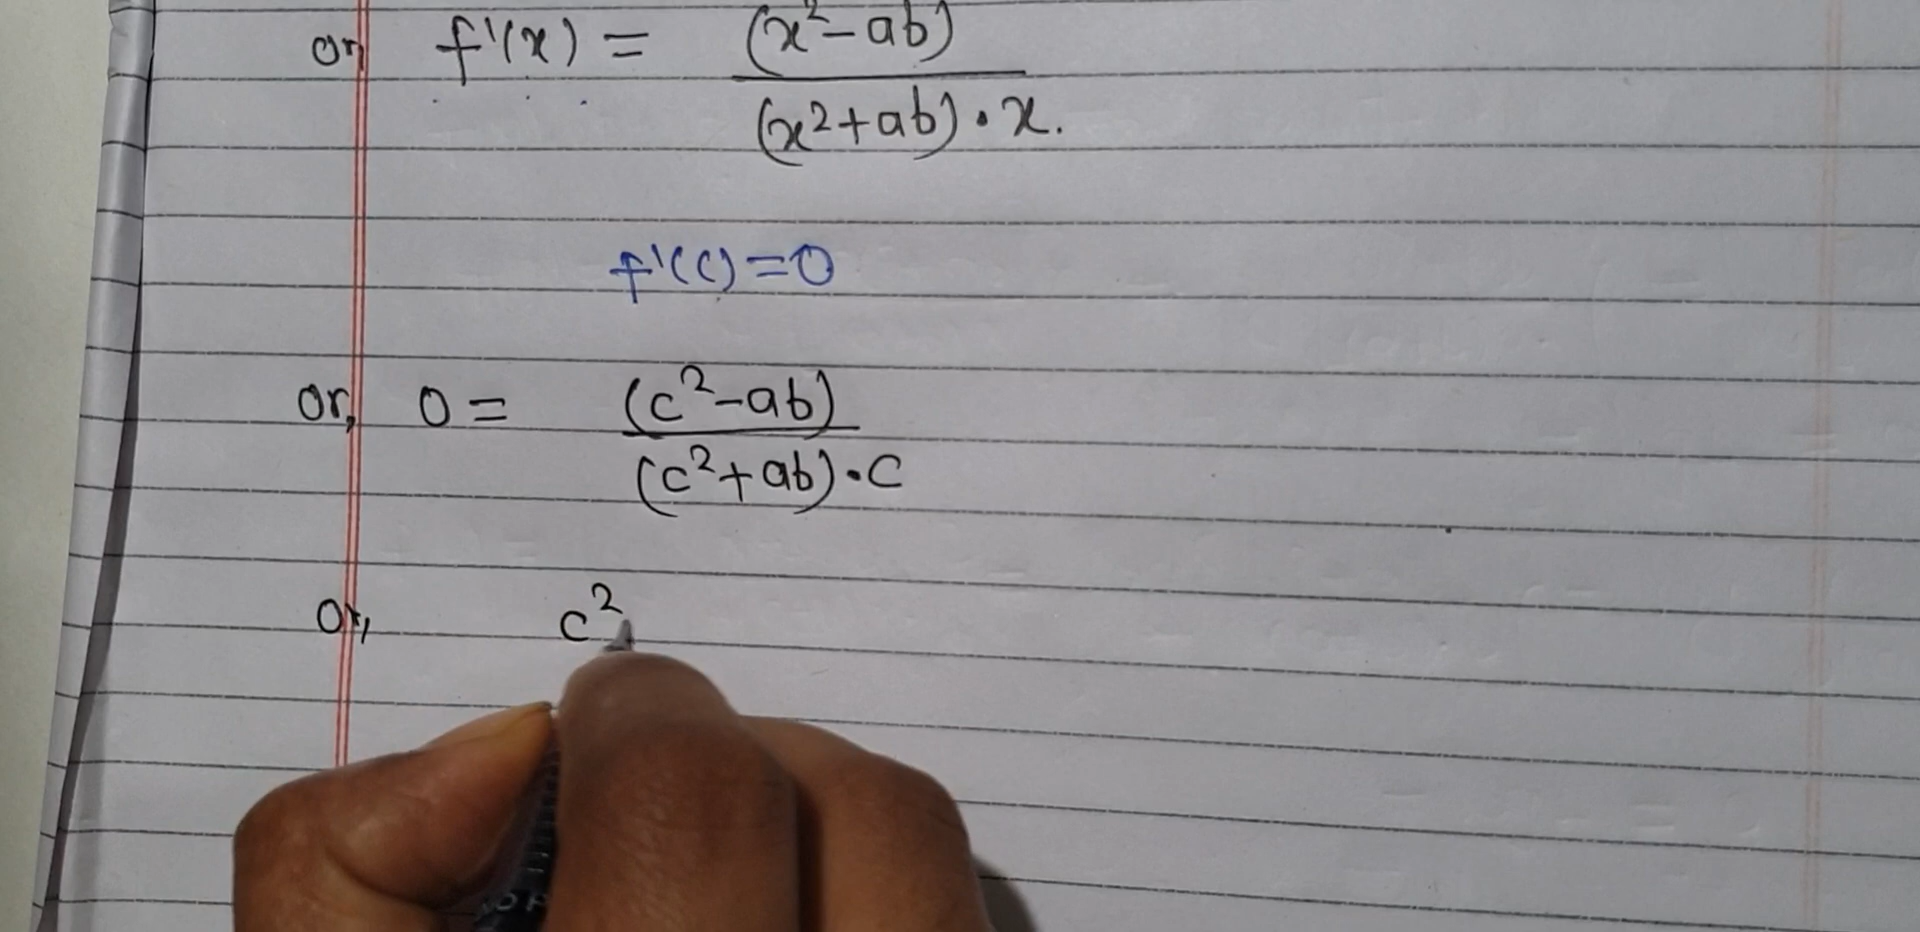 or, f'(x) = (x²-ab)
(x²+ab)·x.
f'(c)=0
or, 0 = (c²-ab)
(c²+ab)·c
or, c²